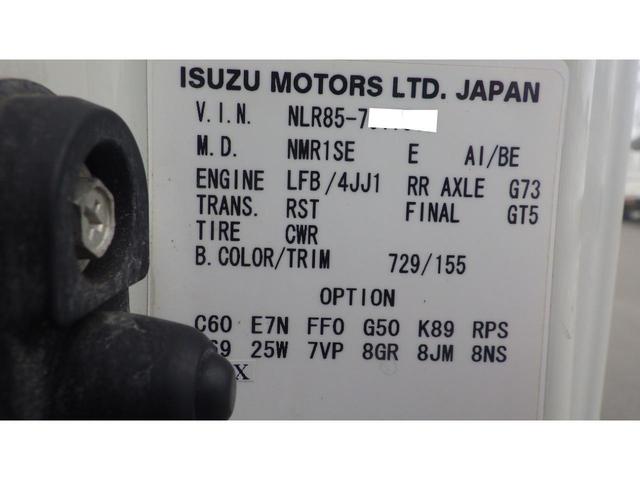 ISUZU MOTORS LTD. JAPAN
V.I.N. NLR85-7
M.D. NMR1SE E AI/BE
ENGINE LFB/4JJ1 RR AXLE G73
TRANS. RST FINAL GT5
TIRE CWR
B.COLOR/TRIM 729/155
OPTION
C60 E7N FF0 G50 K89 RPS
69 25W 7VP 8GR 8JM 8NS
X